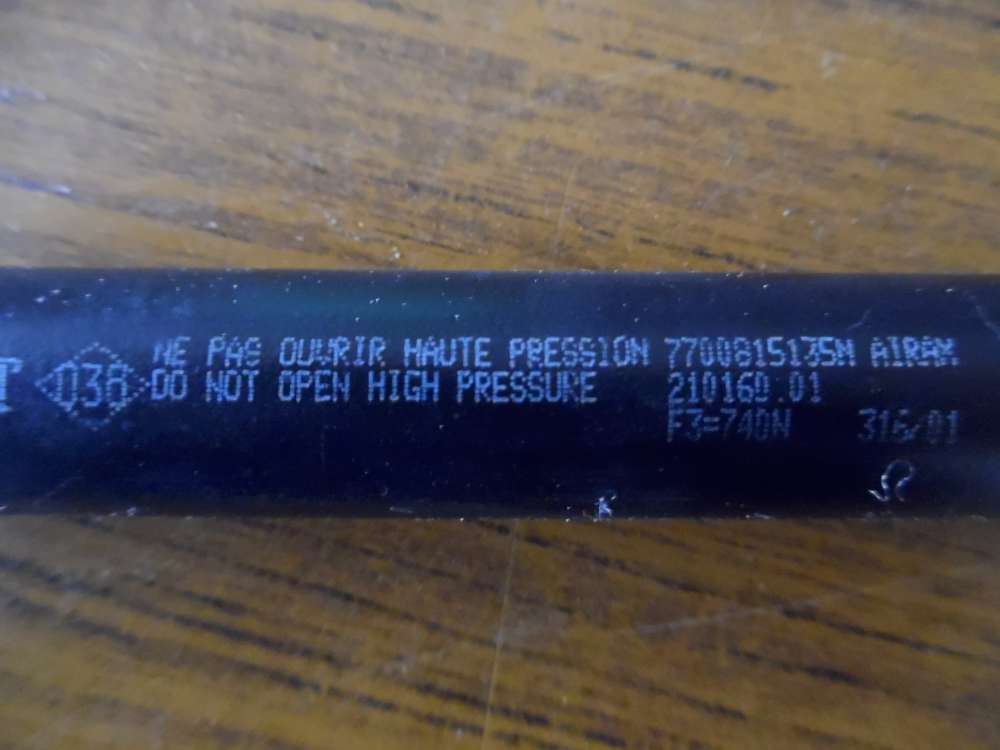 NE PAS OUVRIR HAUTE PRESSION 7700815135N AIRAX
038 DO NOT OPEN HIGH PRESSURE 210160.01
F3=740N 316/01